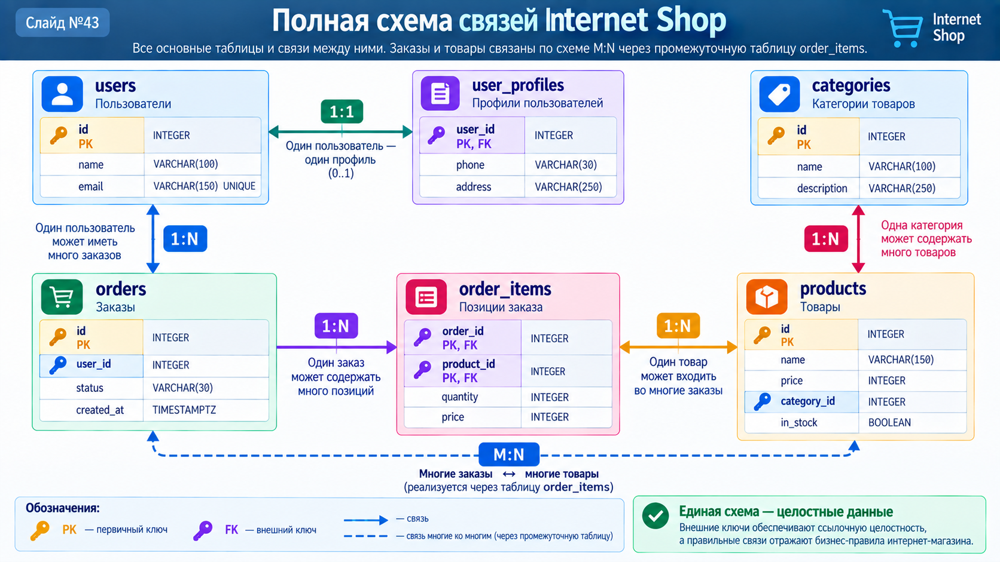 Слайд №43
Полная схема связей Internet Shop
Все основные таблицы и связи между ними. Заказы и товары связаны по схеме M:N через промежуточную таблицу order_items.
Internet
Shop
users
Пользователи
id
PK
INTEGER
name
VARCHAR(100)
email
VARCHAR(150) UNIQUE
1:1
Один пользователь —
один профиль
(0..1)
user_profiles
Профили пользователей
user_id
PK, FK
INTEGER
phone
VARCHAR(30)
address
VARCHAR(250)
categories
Категории товаров
id
PK
INTEGER
name
VARCHAR(100)
description
VARCHAR(250)
Один пользователь
может иметь
много заказов
1:N
1:N
Одна категория
может содержать
много товаров
orders
Заказы
id
PK
INTEGER
user_id
INTEGER
status
VARCHAR(30)
created_at
TIMESTAMPTZ
1:N
Один заказ
может содержать
много позиций
order_items
Позиции заказа
order_id
PK, FK
INTEGER
product_id
PK, FK
INTEGER
quantity
INTEGER
price
INTEGER
1:N
Один товар
может входить
во многие заказы
products
Товары
id
PK
INTEGER
name
VARCHAR(150)
price
INTEGER
category_id
INTEGER
in_stock
BOOLEAN
M:N
Многие заказы ↔ многие товары
(реализуется через таблицу order_items)
Обозначения:
PK — первичный ключ
FK — внешний ключ
— связь
— связь многие ко многим (через промежуточную таблицу)
Единая схема — целостные данные
Внешние ключи обеспечивают ссылочную целостность,
а правильные связи отражают бизнес-правила интернет-магазина.